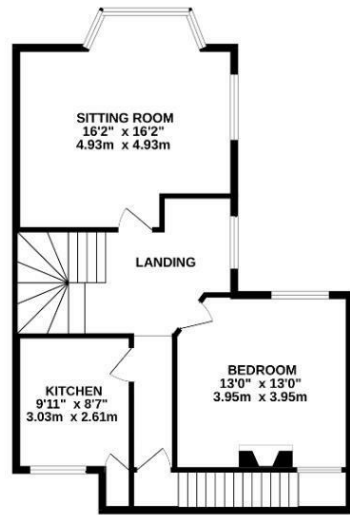 SITTING ROOM
16'2" x 16'2"
4.93m x 4.93m
LANDING
KITCHEN
9'11" x 8'7"
3.03m x 2.61m
BEDROOM
13'0" x 13'0"
3.95m x 3.95m